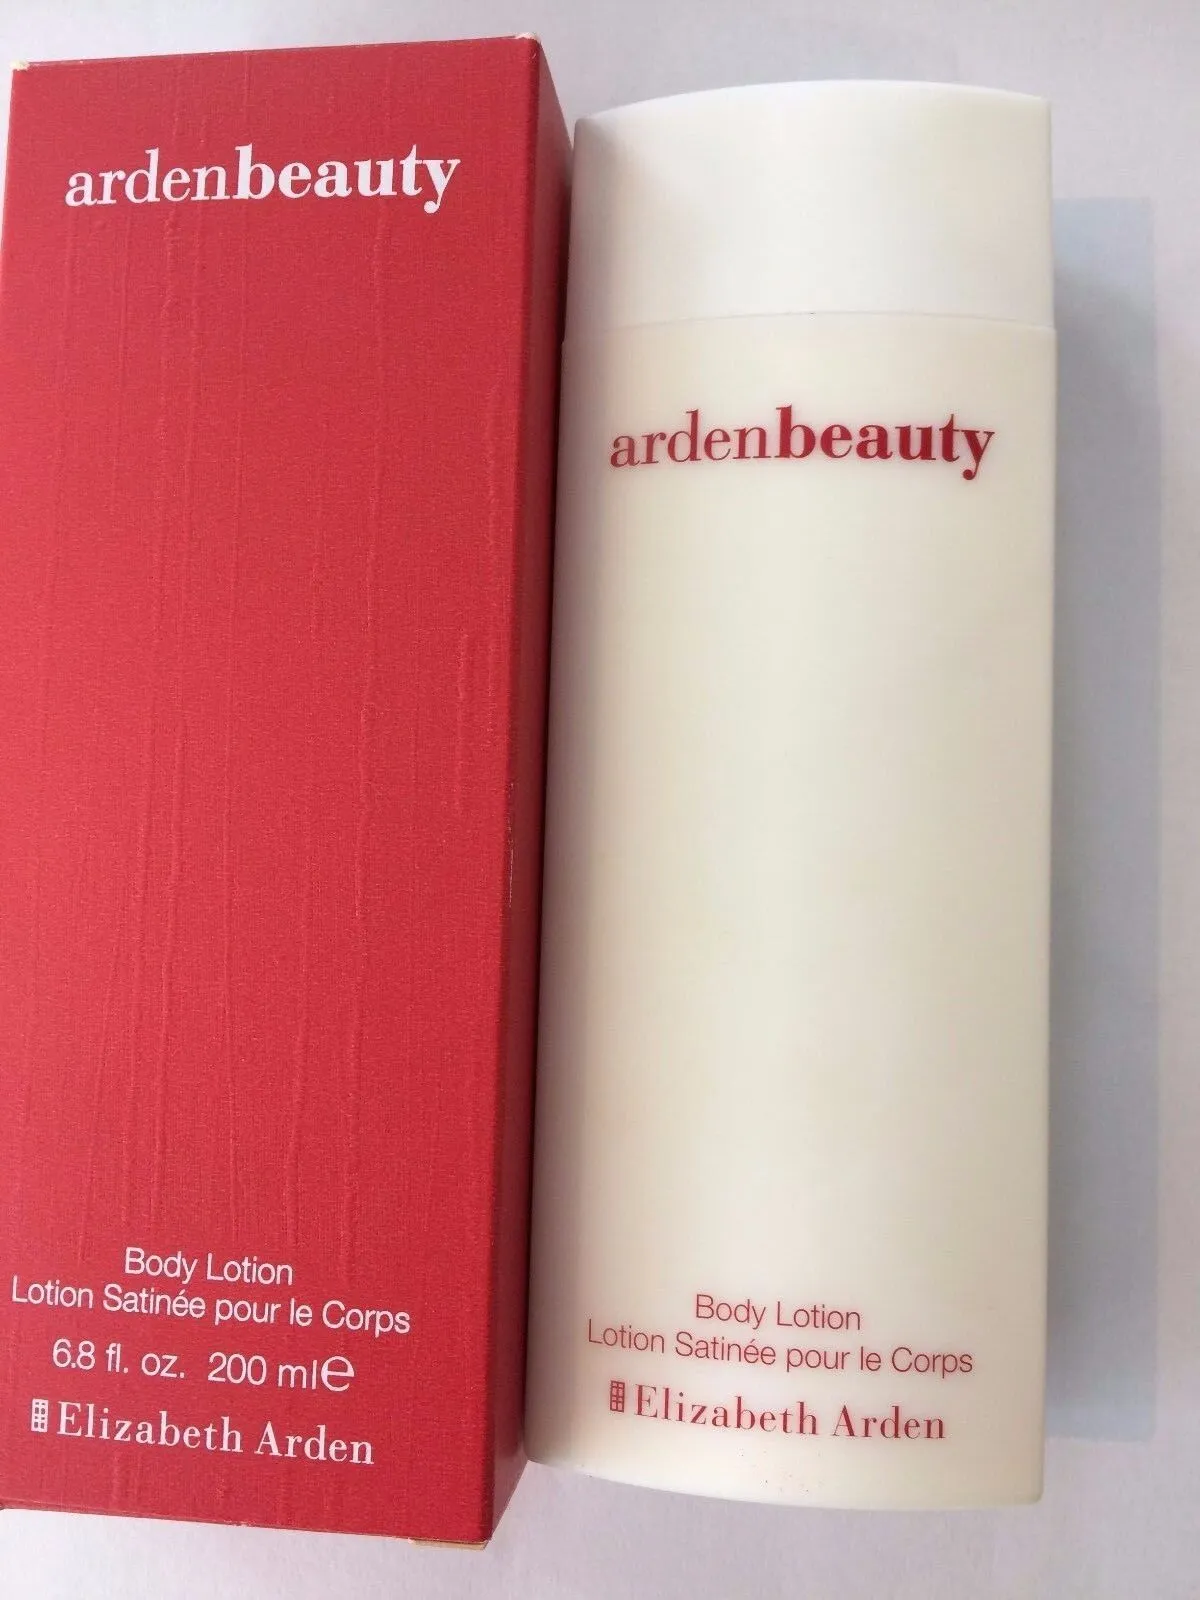 ardenbeauty
Body Lotion
Lotion Satinée pour le Corps
6.8 fl. oz. 200 ml℮
Elizabeth Arden
ardenbeauty
Body Lotion
Lotion Satinée pour le Corps
Elizabeth Arden